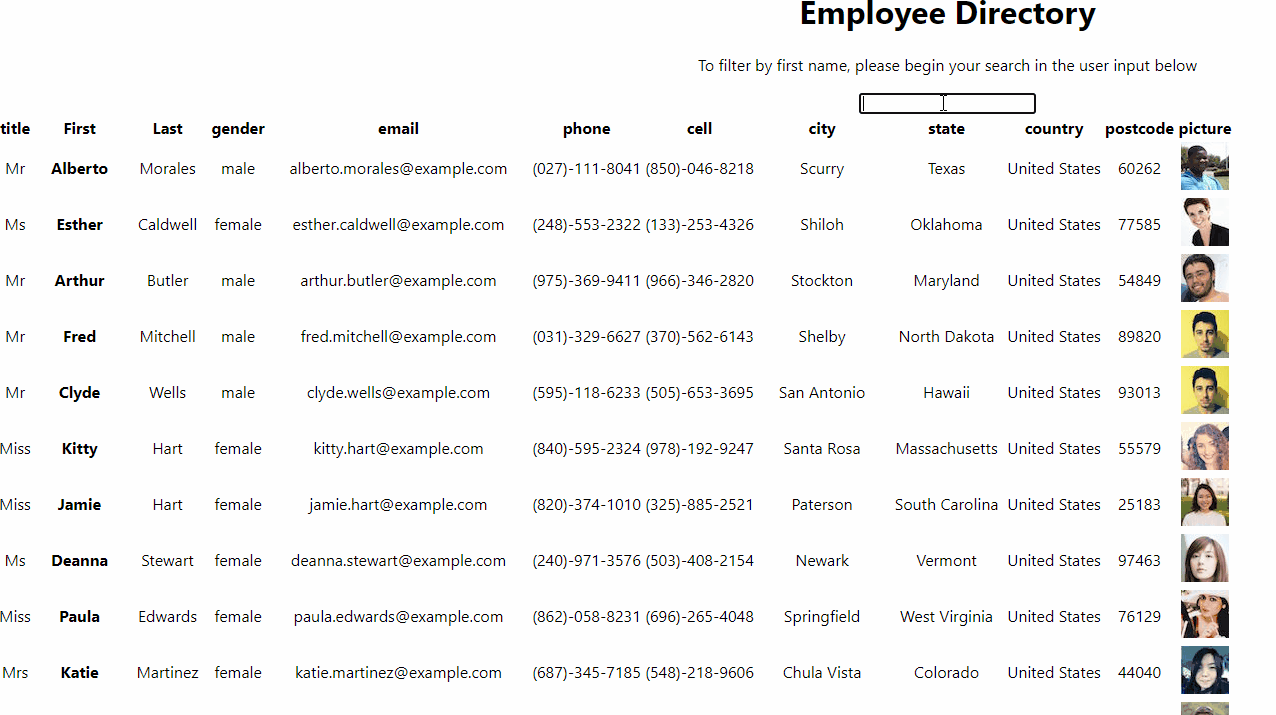 Employee Directory
To filter by first name, please begin your search in the user input below
title First Last gender email phone cell city state country postcode picture
Mr Alberto Morales male alberto.morales@example.com (027)-111-8041 (850)-046-8218 Scurry Texas United States 60262
Ms Esther Caldwell female esther.caldwell@example.com (248)-553-2322 (133)-253-4326 Shiloh Oklahoma United States 77585
Mr Arthur Butler male arthur.butler@example.com (975)-369-9411 (966)-346-2820 Stockton Maryland United States 54849
Mr Fred Mitchell male fred.mitchell@example.com (031)-329-6627 (370)-562-6143 Shelby North Dakota United States 89820
Mr Clyde Wells male clyde.wells@example.com (595)-118-6233 (505)-653-3695 San Antonio Hawaii United States 93013
Miss Kitty Hart female kitty.hart@example.com (840)-595-2324 (978)-192-9247 Santa Rosa Massachusetts United States 55579
Miss Jamie Hart female jamie.hart@example.com (820)-374-1010 (325)-885-2521 Paterson South Carolina United States 25183
Ms Deanna Stewart female deanna.stewart@example.com (240)-971-3576 (503)-408-2154 Newark Vermont United States 97463
Miss Paula Edwards female paula.edwards@example.com (862)-058-8231 (696)-265-4048 Springfield West Virginia United States 76129
Mrs Katie Martinez female katie.martinez@example.com (687)-345-7185 (548)-218-9606 Chula Vista Colorado United States 44040